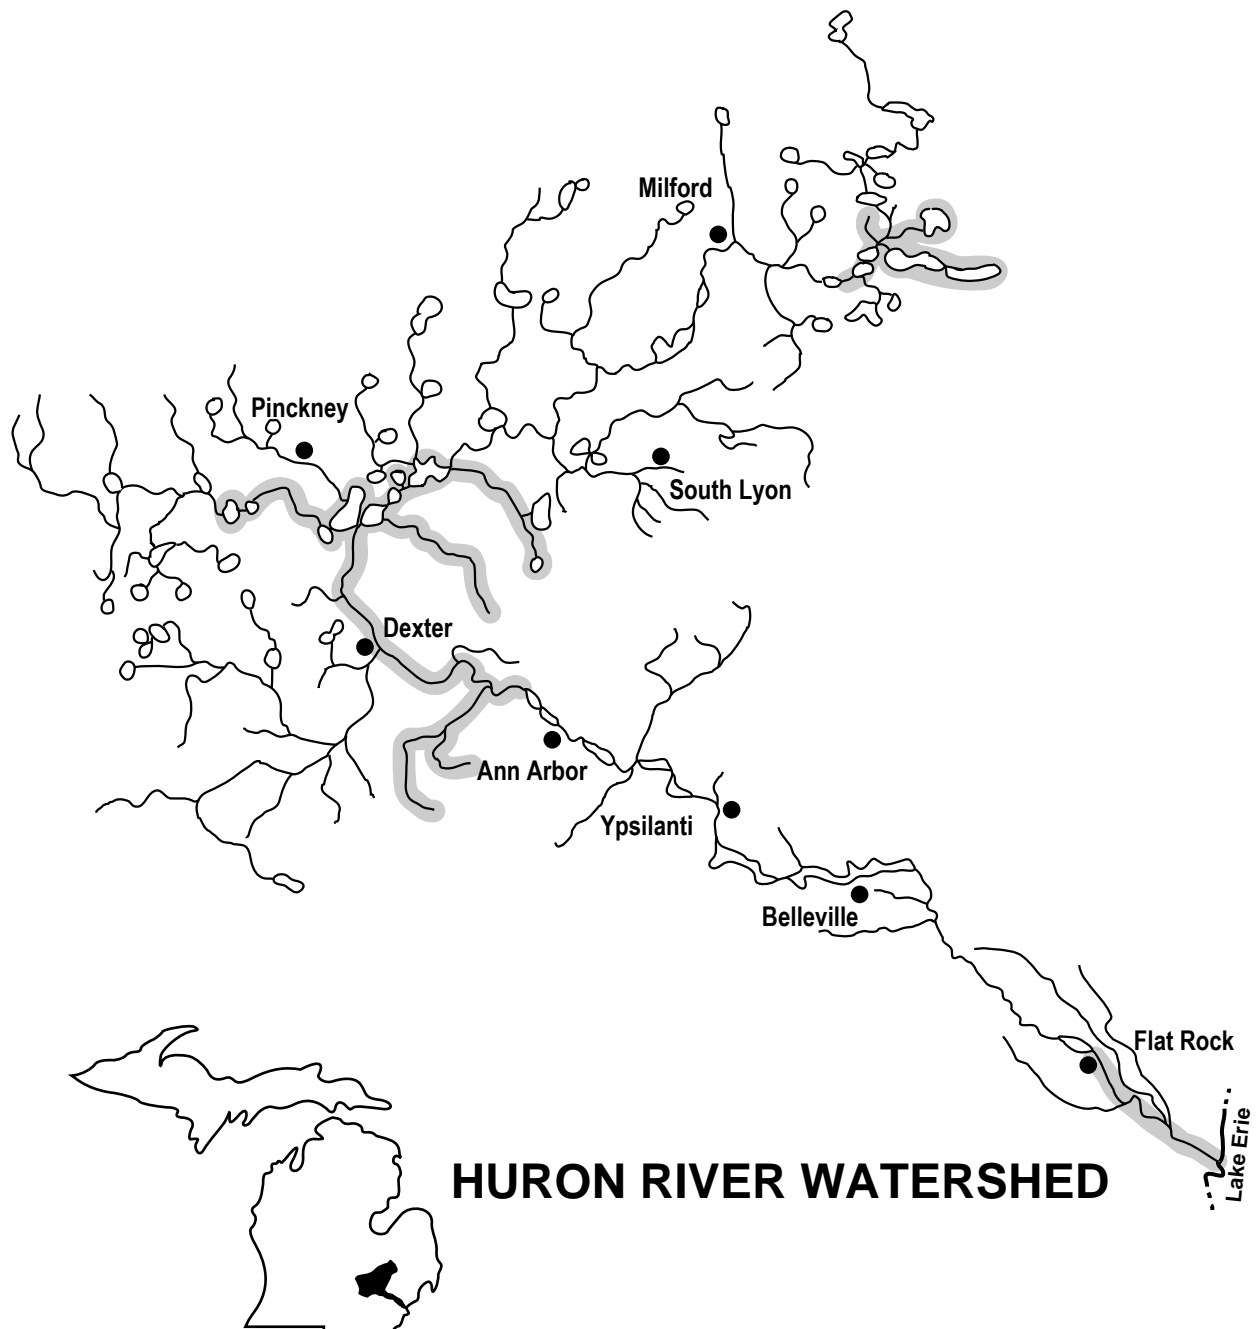 Milford
Pinckney
South Lyon
Dexter
Ann Arbor
Ypsilanti
Belleville
Flat Rock
Lake Erie
HURON RIVER WATERSHED